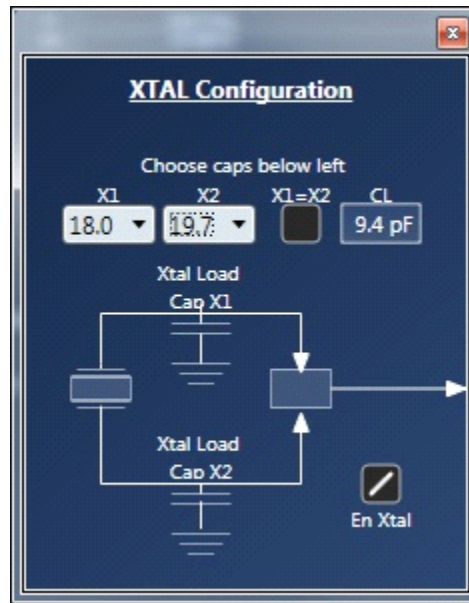 XTAL Configuration
Choose caps below left
X1 X2 X1=X2 CL
18.0 19.7 9.4 pF
Xtal Load
Cap X1
Xtal Load
Cap X2
En Xtal